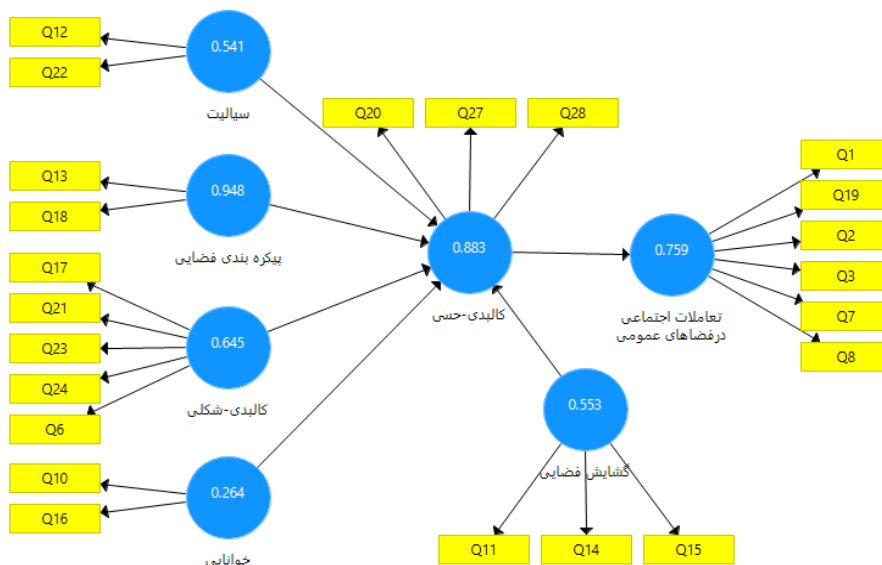 Q12
Q22
0.541
سیالیت
Q20
Q27
Q28
Q13
Q18
0.948
پیکره بندی فضایی
Q17
Q21
Q23
Q24
Q6
0.645
کالبدی-شکلی
Q10
Q16
0.264
خوانایی
0.883
کالبدی-حسی
0.759
تعاملات اجتماعی
درفضاهای عمومی
Q1
Q19
Q2
Q3
Q7
Q8
0.553
گشایش فضایی
Q11
Q14
Q15